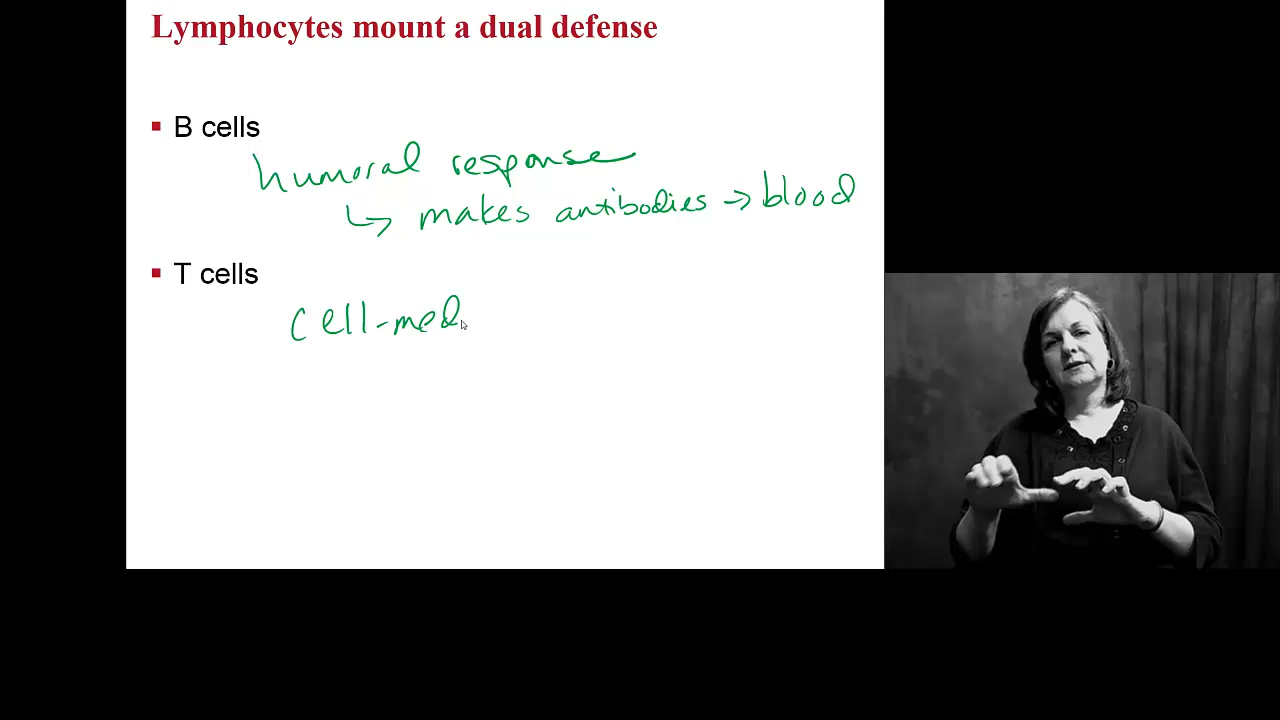 Lymphocytes mount a dual defense
▪ B cells
humoral response
↳ makes antibodies → blood
▪ T cells
cell-med